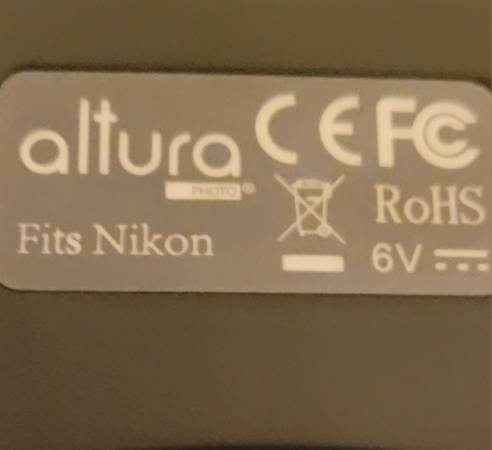 altura
PHOTO®
Fits Nikon
CE FC
RoHS
6V